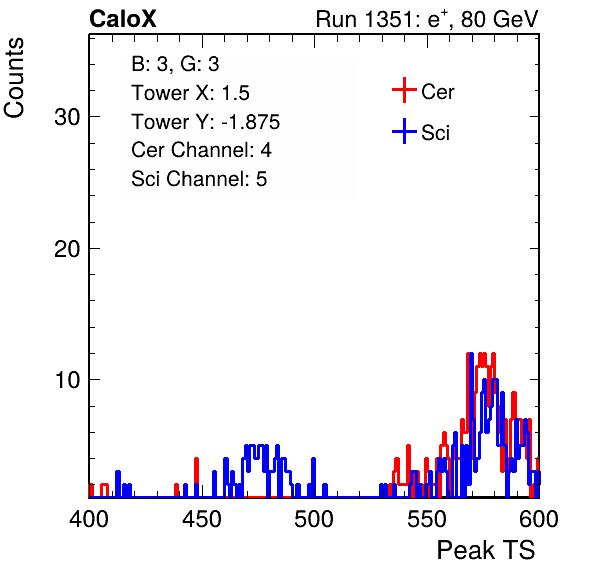 CaloX Run 1351: e⁺, 80 GeV
Counts
B: 3, G: 3
Tower X: 1.5
Tower Y: -1.875
Cer Channel: 4
Sci Channel: 5
Cer
Sci
30
20
10
400 450 500 550 600
Peak TS